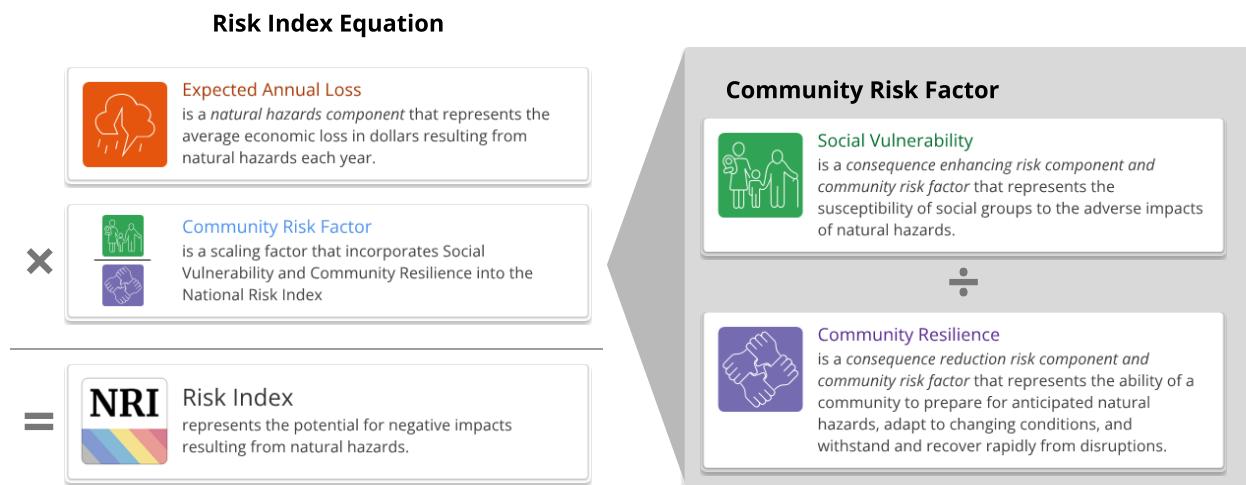 Risk Index Equation
Expected Annual Loss
is a natural hazards component that represents the
average economic loss in dollars resulting from
natural hazards each year.
×
Community Risk Factor
is a scaling factor that incorporates Social
Vulnerability and Community Resilience into the
National Risk Index
=
NRI
Risk Index
represents the potential for negative impacts
resulting from natural hazards.
Community Risk Factor
Social Vulnerability
is a consequence enhancing risk component and
community risk factor that represents the
susceptibility of social groups to the adverse impacts
of natural hazards.
÷
Community Resilience
is a consequence reduction risk component and
community risk factor that represents the ability of a
community to prepare for anticipated natural
hazards, adapt to changing conditions, and
withstand and recover rapidly from disruptions.